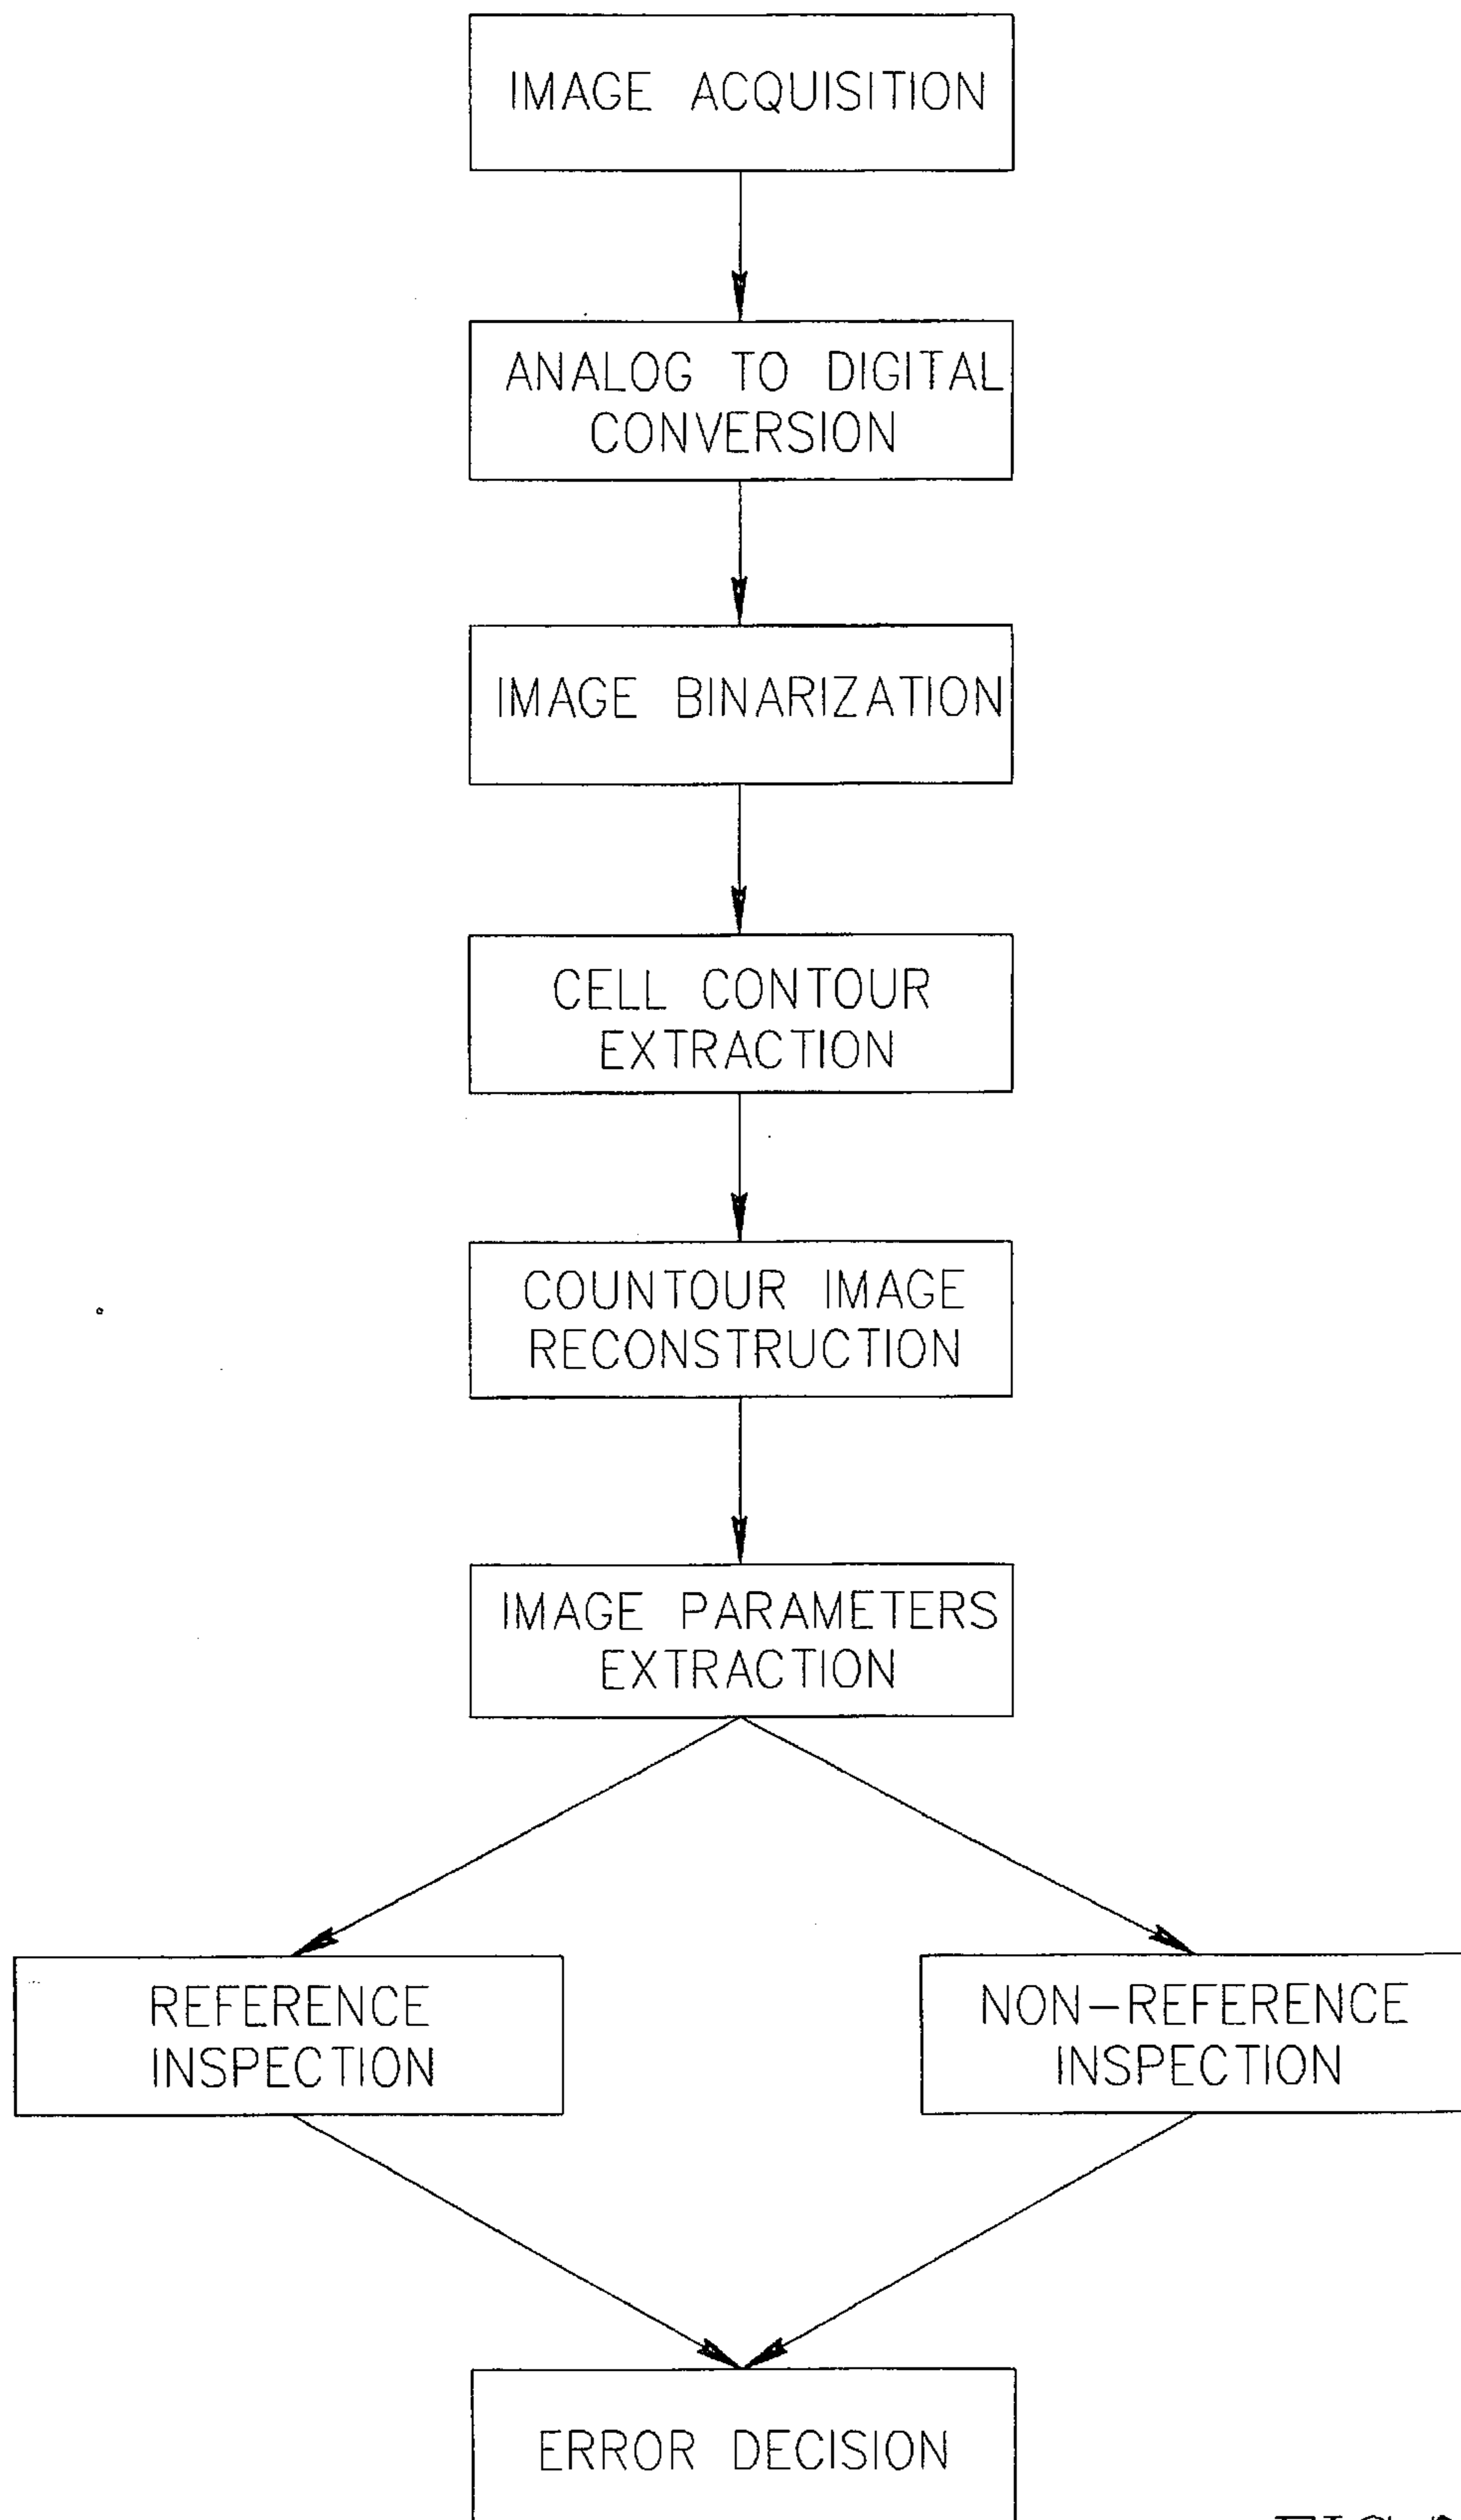 IMAGE ACQUISITION
ANALOG TO DIGITAL
CONVERSION
IMAGE BINARIZATION
CELL CONTOUR
EXTRACTION
COUNTOUR IMAGE
RECONSTRUCTION
IMAGE PARAMETERS
EXTRACTION
REFERENCE
INSPECTION
NON-REFERENCE
INSPECTION
ERROR DECISION